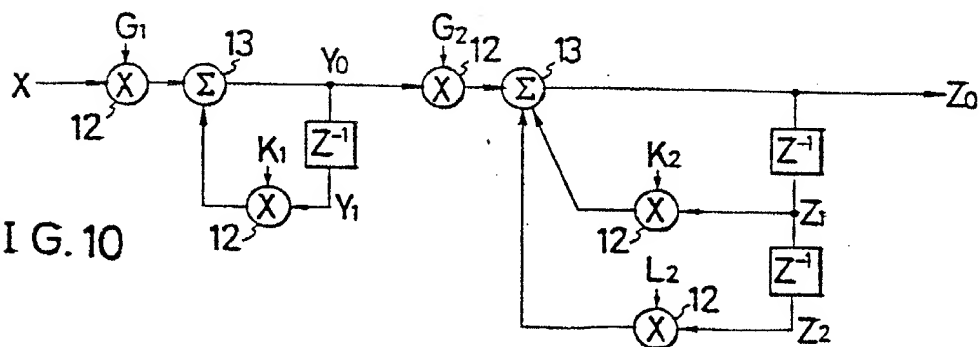 G₁ 13 Y₀ G₂ 12 13
X X Σ X Σ Z₀
12
Z⁻¹ Z⁻¹
K₁ K₂
X Y₁ X Z₁
12 12
I G. 10
Z⁻¹
L₂
12
X Z₂